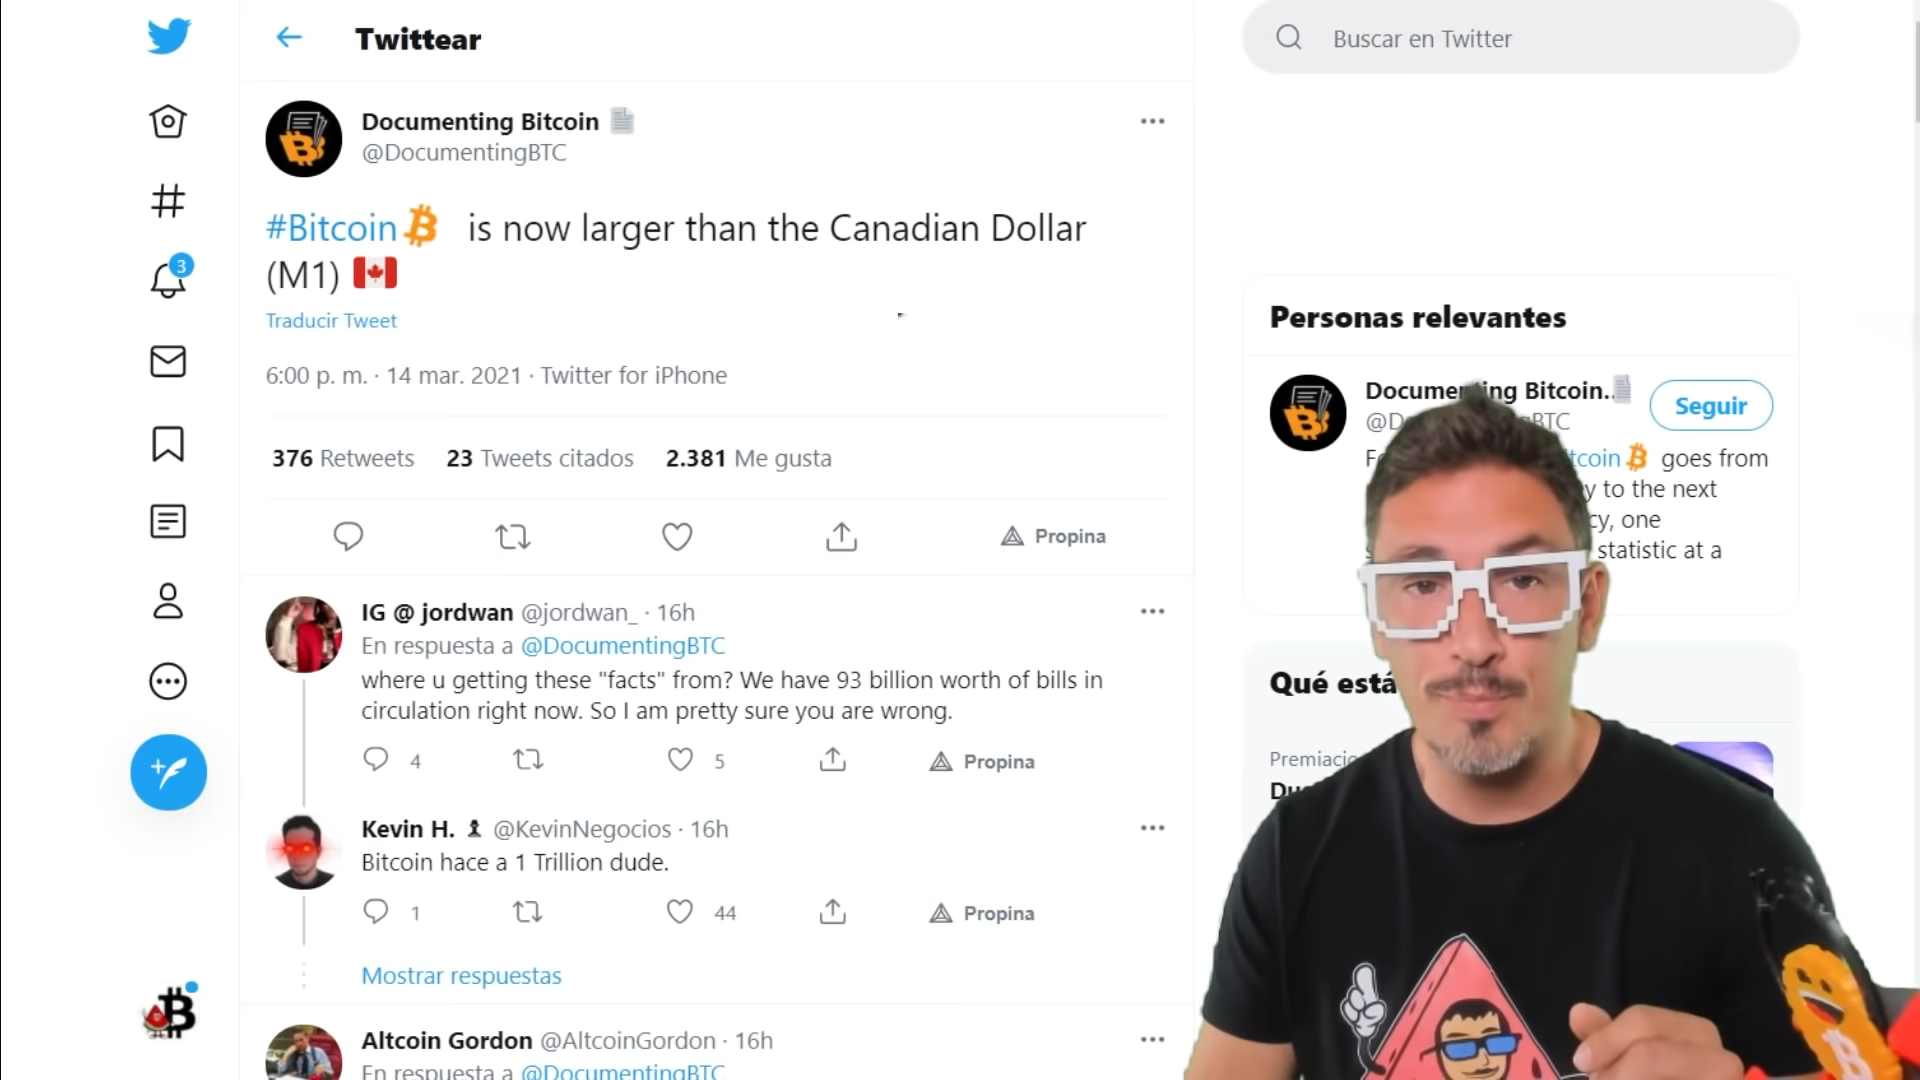 Twittear
Buscar en Twitter
Documenting Bitcoin
@DocumentingBTC
#Bitcoin is now larger than the Canadian Dollar
(M1)
Traducir Tweet
6:00 p. m. · 14 mar. 2021 · Twitter for iPhone
376 Retweets 23 Tweets citados 2.381 Me gusta
Propina
IG @ jordwan @jordwan_ · 16h
En respuesta a @DocumentingBTC
where u getting these "facts" from? We have 93 billion worth of bills in
circulation right now. So I am pretty sure you are wrong.
4 5 Propina
Kevin H. @KevinNegocios · 16h
Bitcoin hace a 1 Trillion dude.
1 44 Propina
Mostrar respuestas
Altcoin Gordon @AltcoinGordon · 16h
En respuesta a @DocumentingBTC
3
Personas relevantes
Seguir
goes from
to the next
one
statistic at a
Qué está